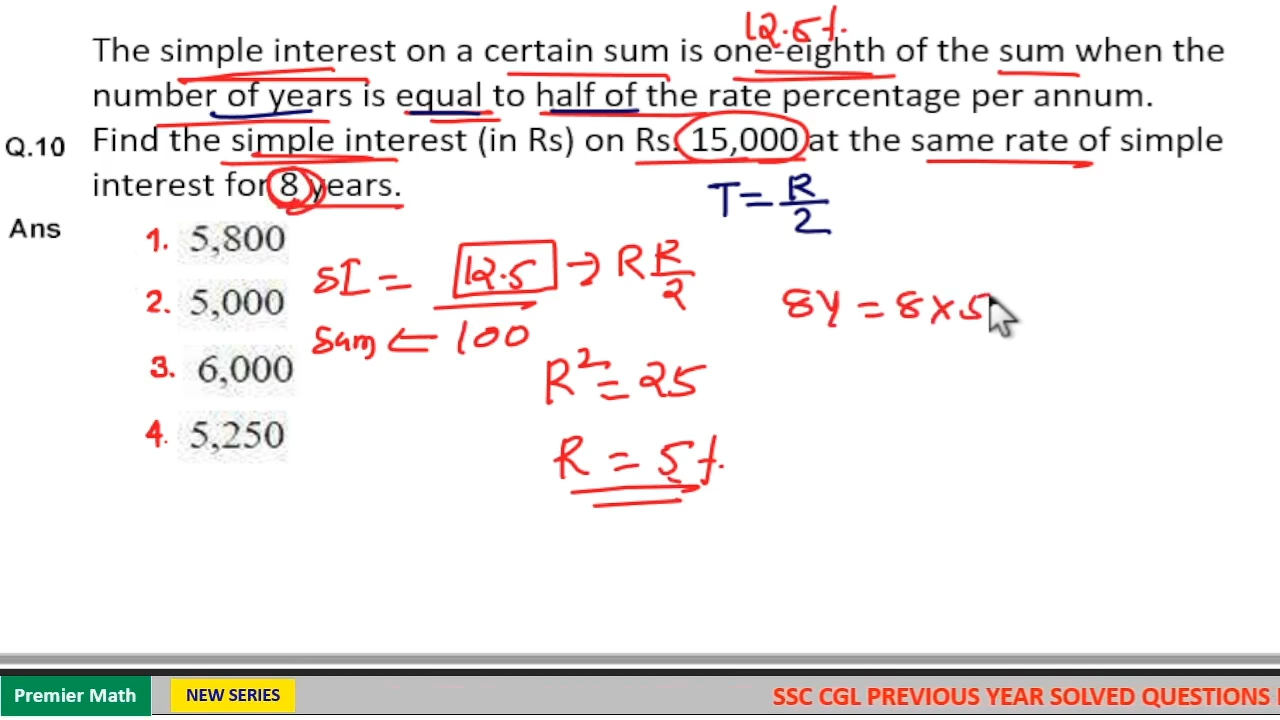 12.5%.
The simple interest on a certain sum is one-eighth of the sum when the
number of years is equal to half of the rate percentage per annum.
Q.10 Find the simple interest (in Rs) on Rs. 15,000 at the same rate of simple
interest for 8 years.
T = R/2
Ans
1. 5,800
SI = 12.5 → R R/2
2. 5,000
8Y = 8 × 5
Sum ← 100
3. 6,000
R² = 25
4. 5,250
R = 5%.
Premier Math
NEW SERIES
SSC CGL PREVIOUS YEAR SOLVED QUESTIONS